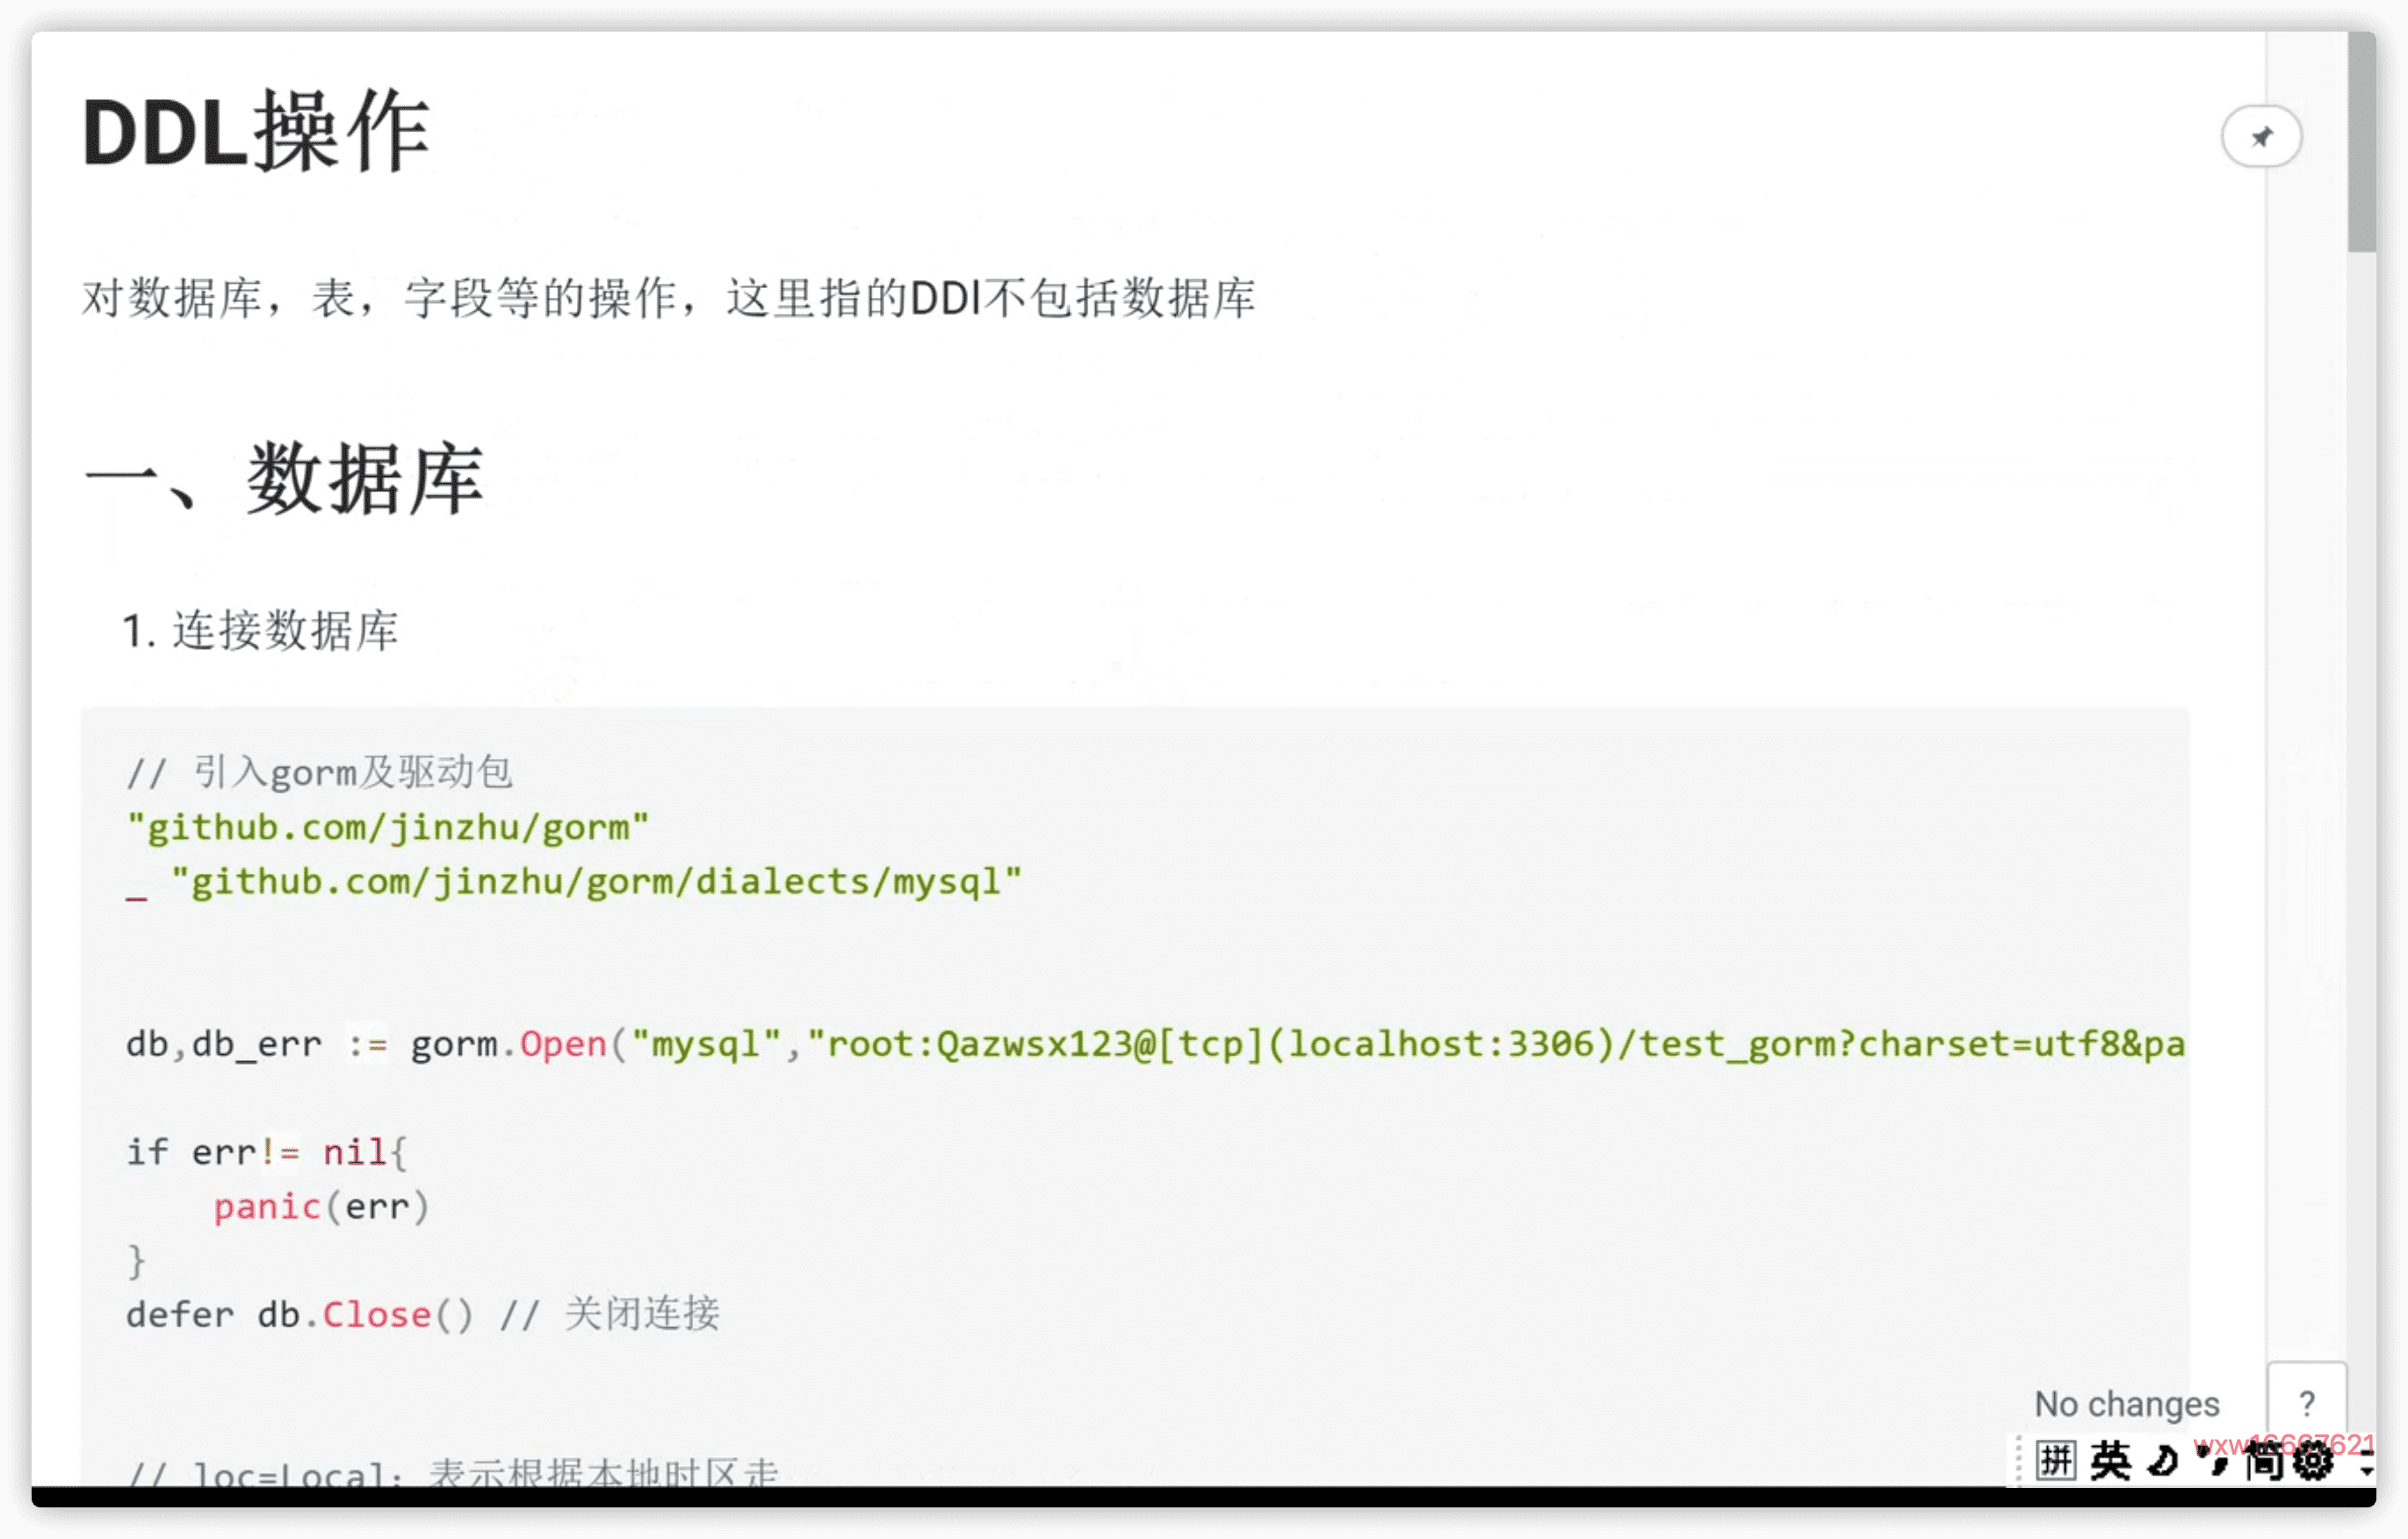 DDL操作
对数据库，表，字段等的操作，这里指的DDl不包括数据库
一、数据库
1. 连接数据库
// 引入gorm及驱动包
"github.com/jinzhu/gorm"
_ "github.com/jinzhu/gorm/dialects/mysql"
db,db_err := gorm.Open("mysql","root:Qazwsx123@[tcp](localhost:3306)/test_gorm?charset=utf8&pa
if err!= nil{
    panic(err)
}
defer db.Close() // 关闭连接
// loc=Local：表示根据本地时区走
No changes
?
wxw16667621
拼 英 简